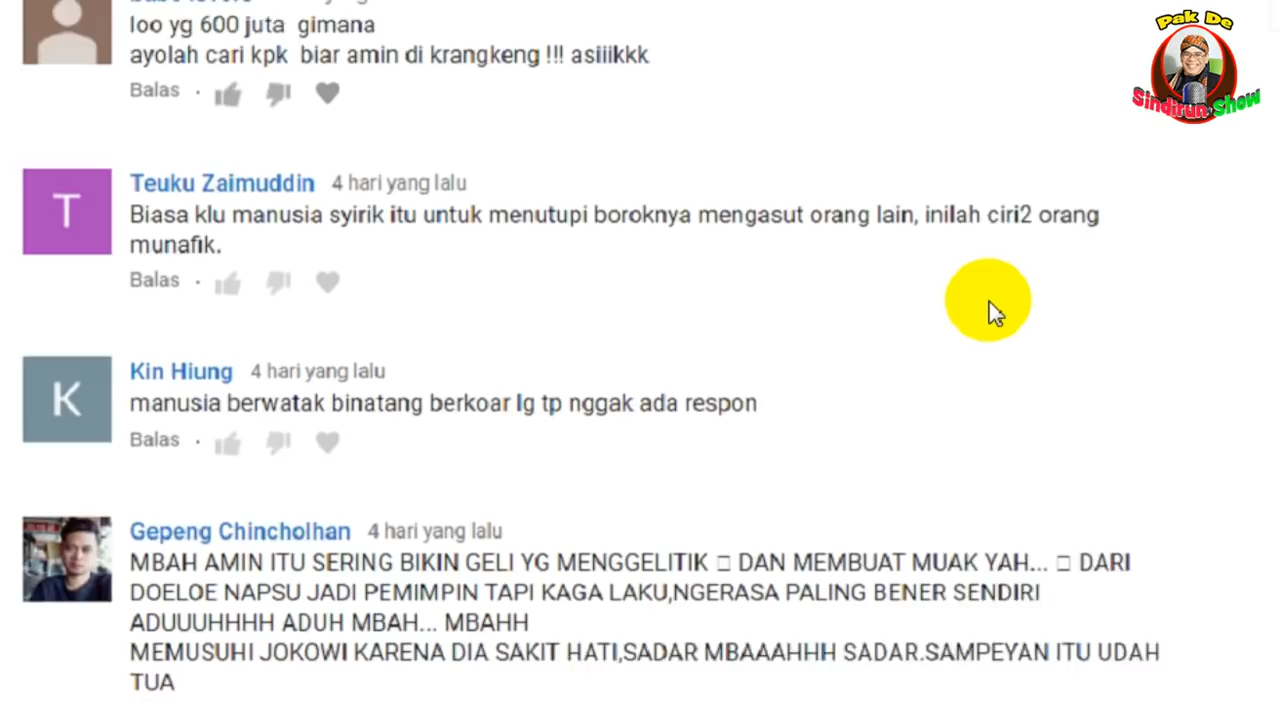 loo yg 600 juta gimana
ayolah cari kpk biar amin di krangkeng !!! asiiikkk
Balas
Pak De
Sindirun Show
T
Teuku Zaimuddin 4 hari yang lalu
Biasa klu manusia syirik itu untuk menutupi boroknya mengasut orang lain, inilah ciri2 orang
munafik.
Balas
K
Kin Hiung 4 hari yang lalu
manusia berwatak binatang berkoar lg tp nggak ada respon
Balas
Gepeng Chincholhan 4 hari yang lalu
MBAH AMIN ITU SERING BIKIN GELI YG MENGGELITIK DAN MEMBUAT MUAK YAH... DARI
DOELOE NAPSU JADI PEMIMPIN TAPI KAGA LAKU,NGERASA PALING BENER SENDIRI
ADUUUHHHH ADUH MBAH... MBAHH
MEMUSUHI JOKOWI KARENA DIA SAKIT HATI,SADAR MBAAAHHH SADAR.SAMPEYAN ITU UDAH
TUA